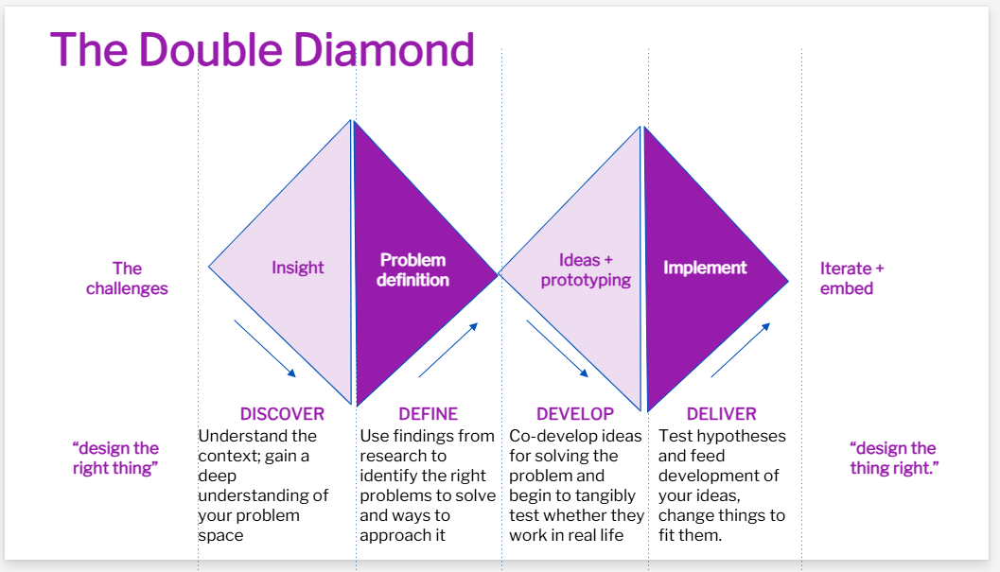 The Double Diamond
The
challenges
Insight
Problem
definition
Ideas +
prototyping
Implement
Iterate +
embed
"design the
right thing"
DISCOVER
Understand the
context; gain a
deep
understanding of
your problem
space
DEFINE
Use findings from
research to
identify the right
problems to solve
and ways to
approach it
DEVELOP
Co-develop ideas
for solving the
problem and
begin to tangibly
test whether they
work in real life
DELIVER
Test hypotheses
and feed
development of
your ideas,
change things to
fit them.
“design the
thing right.”